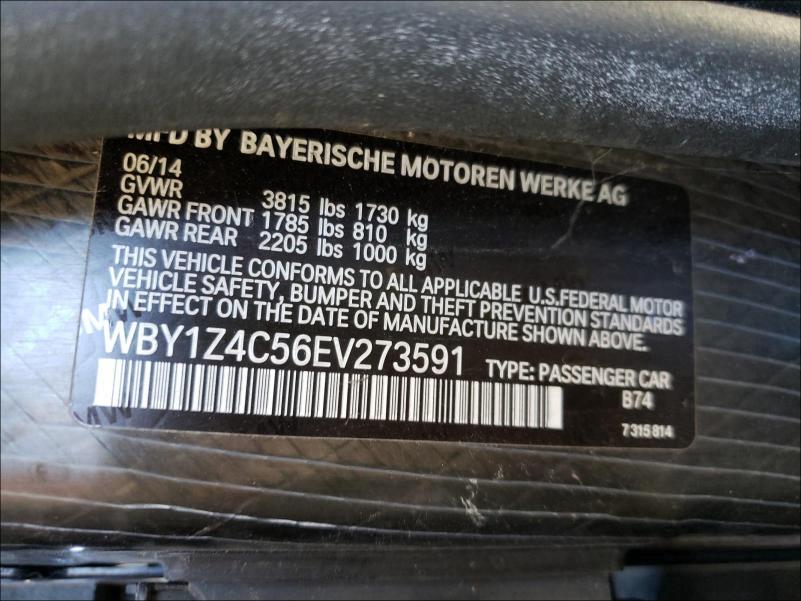 MFD BY BAYERISCHE MOTOREN WERKE AG
06/14
GVWR 3815 lbs 1730 kg
GAWR FRONT 1785 lbs 810 kg
GAWR REAR 2205 lbs 1000 kg
THIS VEHICLE CONFORMS TO ALL APPLICABLE U.S.FEDERAL MOTOR
VEHICLE SAFETY, BUMPER AND THEFT PREVENTION STANDARDS
IN EFFECT ON THE DATE OF MANUFACTURE SHOWN ABOVE.
WBY1Z4C56EV273591 TYPE: PASSENGER CAR
B74
7 315 814